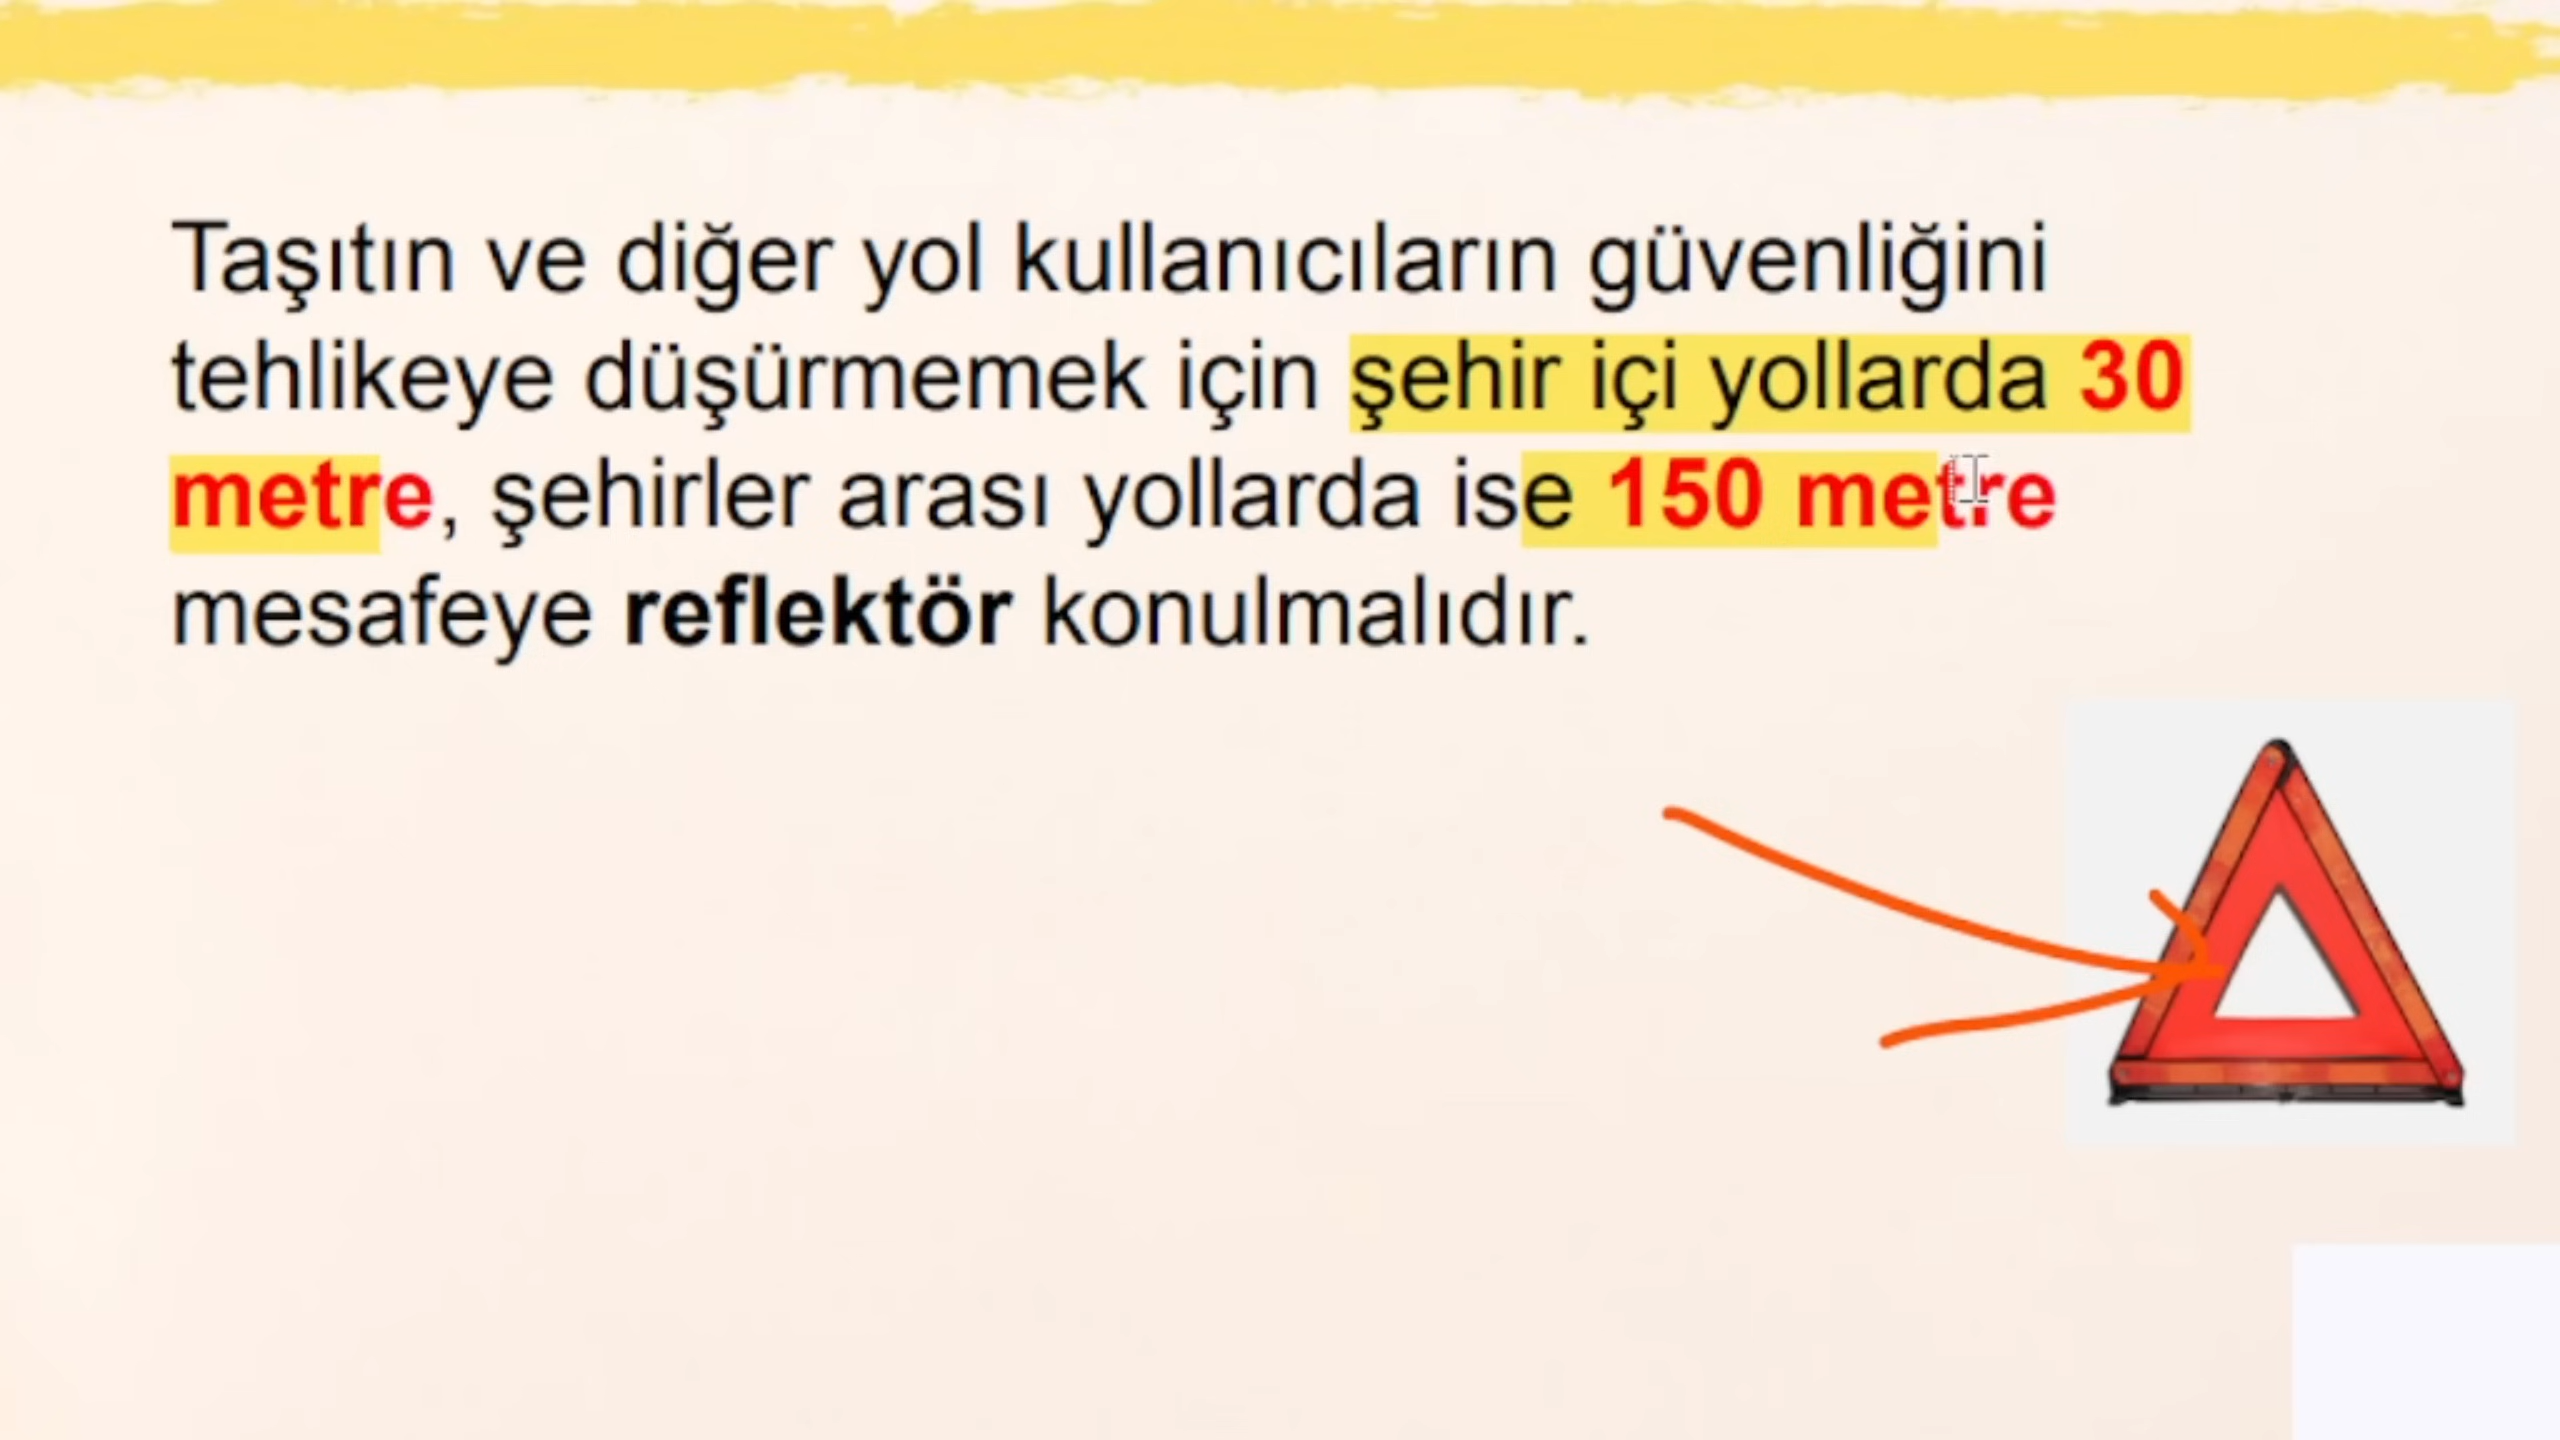 Taşıtın ve diğer yol kullanıcıların güvenliğini
tehlikeye düşürmemek için şehir içi yollarda 30
metre, şehirler arası yollarda ise 150 metre
mesafeye reflektör konulmalıdır.